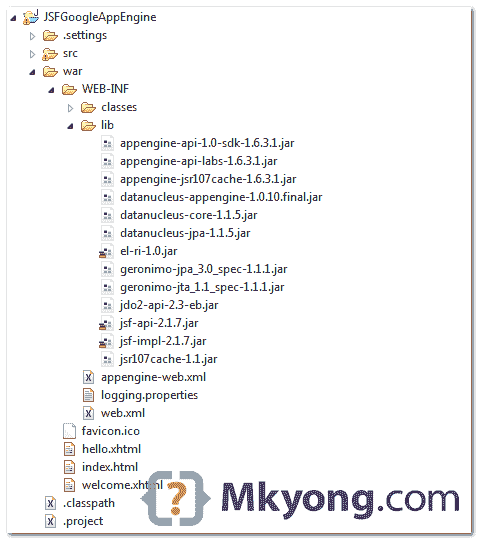 JSFGoogleAppEngine
.settings
src
war
WEB-INF
classes
lib
appengine-api-1.0-sdk-1.6.3.1.jar
appengine-api-labs-1.6.3.1.jar
appengine-jsr107cache-1.6.3.1.jar
datanucleus-appengine-1.0.10.final.jar
datanucleus-core-1.1.5.jar
datanucleus-jpa-1.1.5.jar
el-ri-1.0.jar
geronimo-jpa_3.0_spec-1.1.1.jar
geronimo-jta_1.1_spec-1.1.1.jar
jdo2-api-2.3-eb.jar
jsf-api-2.1.7.jar
jsf-impl-2.1.7.jar
jsr107cache-1.1.jar
appengine-web.xml
logging.properties
web.xml
favicon.ico
hello.xhtml
index.html
welcome.xhtml
.classpath
.project
{?} Mkyong.com